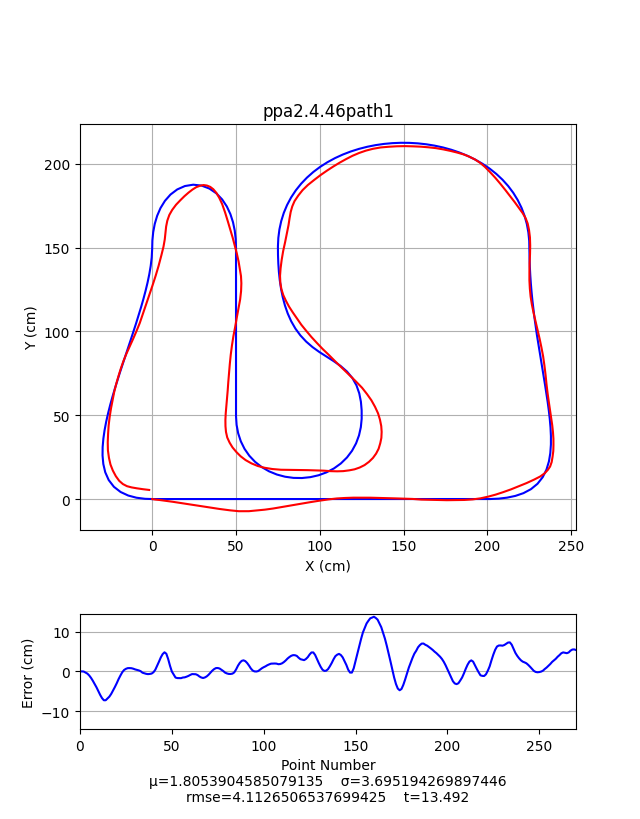 ppa2.4.46path1
200
150
100
50
0
Y (cm)
0 50 100 150 200 250
X (cm)
10
0
−10
Error (cm)
0 50 100 150 200 250
Point Number
μ=1.8053904585079135 σ=3.695194269897446
rmse=4.1126506537699425 t=13.492